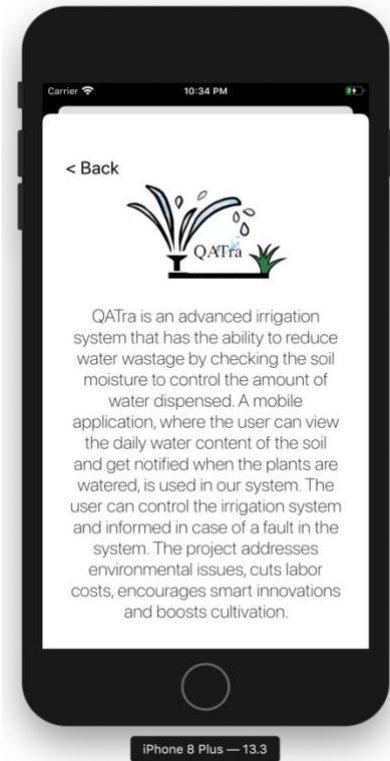 Carrier
10:34 PM
< Back
QATra
QATra is an advanced irrigation
system that has the ability to reduce
water wastage by checking the soil
moisture to control the amount of
water dispensed. A mobile
application, where the user can view
the daily water content of the soil
and get notified when the plants are
watered, is used in our system. The
user can control the irrigation system
and informed in case of a fault in the
system. The project addresses
environmental issues, cuts labor
costs, encourages smart innovations
and boosts cultivation.
iPhone 8 Plus — 13.3